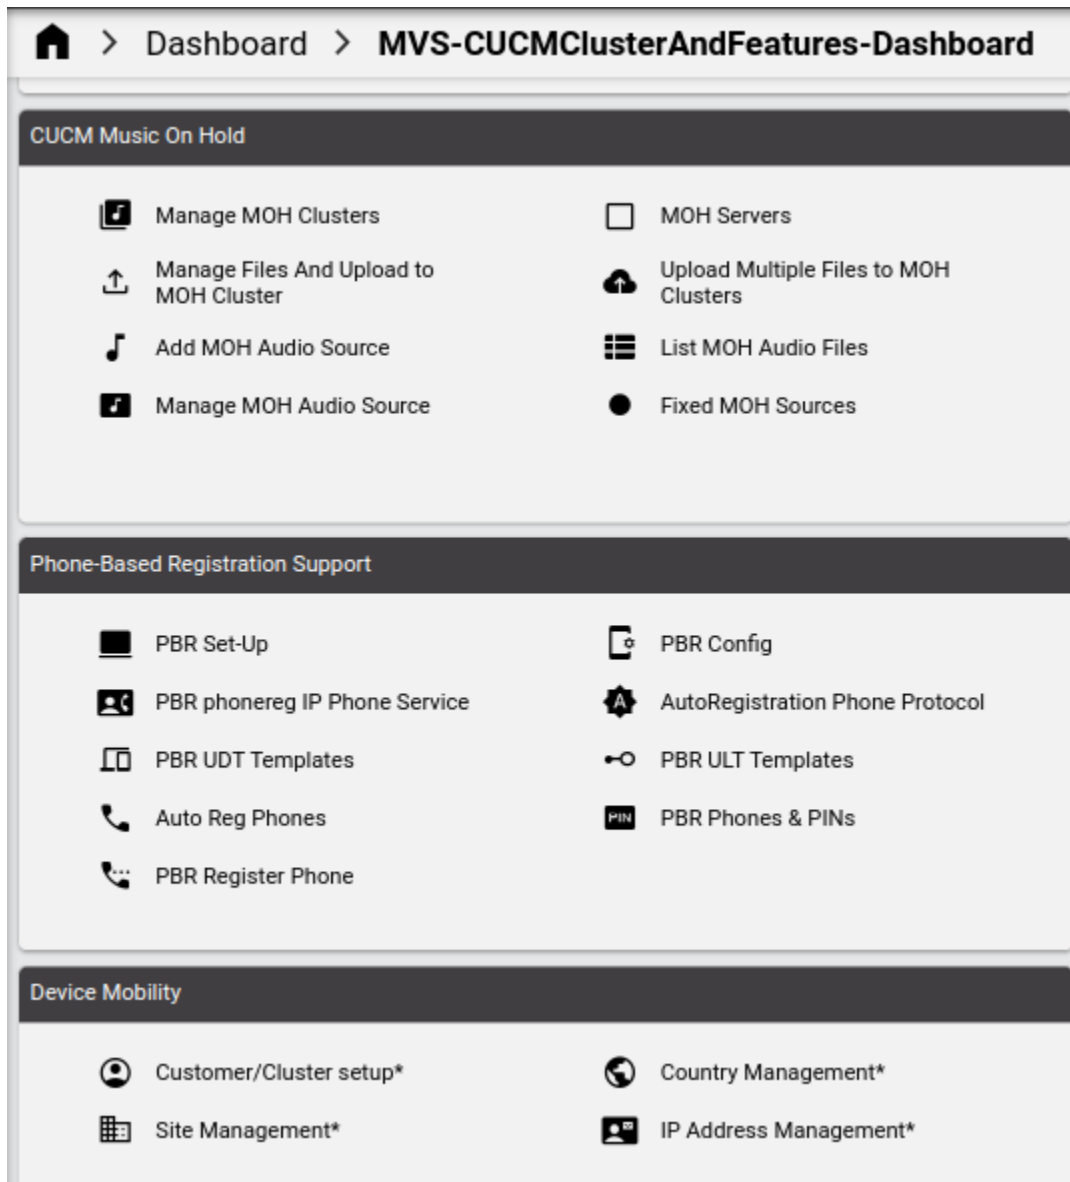 Dashboard > MVS-CUCMClusterAndFeatures-Dashboard
CUCM Music On Hold
Manage MOH Clusters
MOH Servers
Manage Files And Upload to
MOH Cluster
Upload Multiple Files to MOH
Clusters
Add MOH Audio Source
List MOH Audio Files
Manage MOH Audio Source
Fixed MOH Sources
Phone-Based Registration Support
PBR Set-Up
PBR Config
PBR phonereg IP Phone Service
A
AutoRegistration Phone Protocol
PBR UDT Templates
PBR ULT Templates
Auto Reg Phones
PIN
PBR Phones & PINs
PBR Register Phone
Device Mobility
Customer/Cluster setup*
Country Management*
Site Management*
IP Address Management*